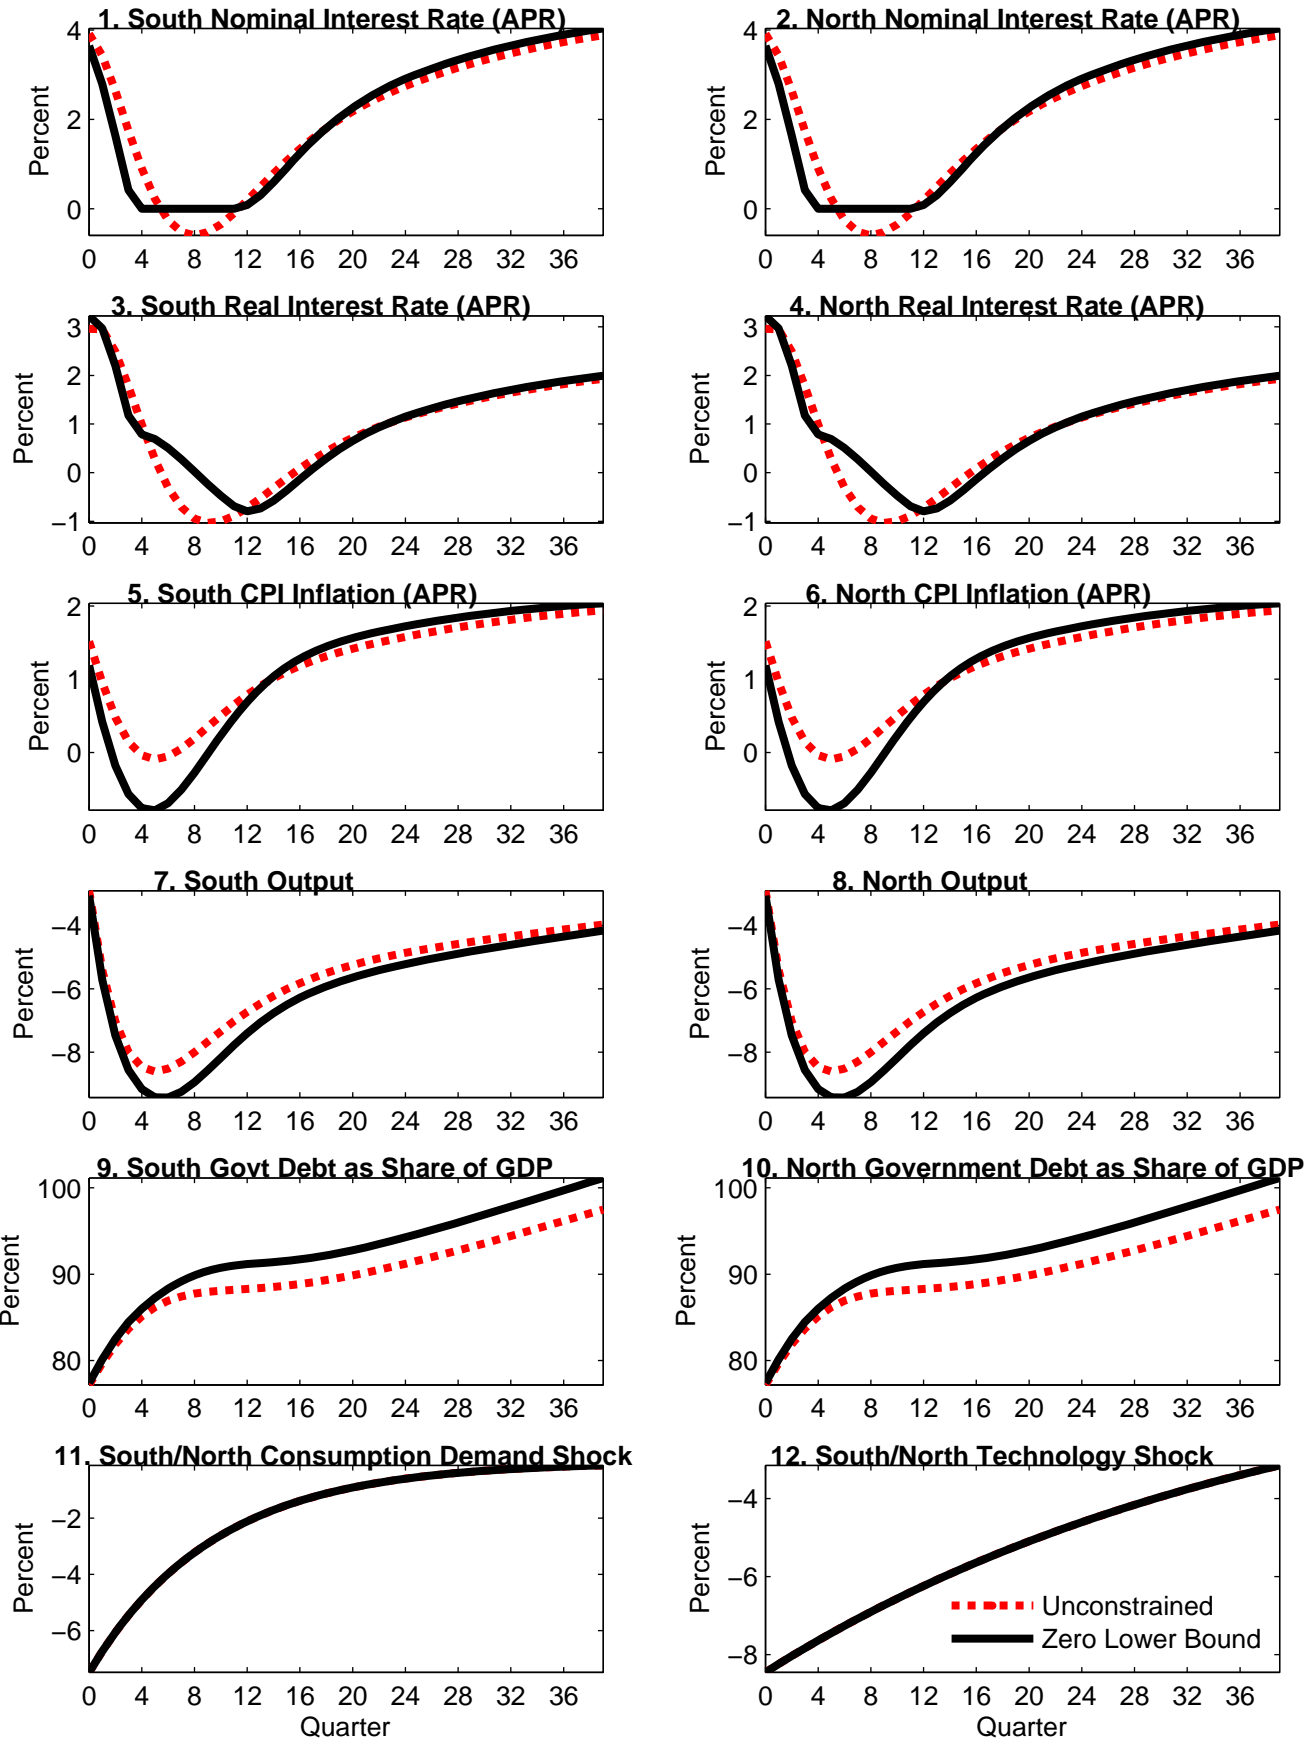 1. South Nominal Interest Rate (APR)
Percent
4
2
0
0 4 8 12 16 20 24 28 32 36
2. North Nominal Interest Rate (APR)
Percent
4
2
0
0 4 8 12 16 20 24 28 32 36
3. South Real Interest Rate (APR)
Percent
3
2
1
0
−1
0 4 8 12 16 20 24 28 32 36
4. North Real Interest Rate (APR)
Percent
3
2
1
0
−1
0 4 8 12 16 20 24 28 32 36
5. South CPI Inflation (APR)
Percent
2
1
0
0 4 8 12 16 20 24 28 32 36
6. North CPI Inflation (APR)
Percent
2
1
0
0 4 8 12 16 20 24 28 32 36
7. South Output
Percent
−4
−6
−8
0 4 8 12 16 20 24 28 32 36
8. North Output
Percent
−4
−6
−8
0 4 8 12 16 20 24 28 32 36
9. South Govt Debt as Share of GDP
Percent
100
90
80
0 4 8 12 16 20 24 28 32 36
10. North Government Debt as Share of GDP
Percent
100
90
80
0 4 8 12 16 20 24 28 32 36
11. South/North Consumption Demand Shock
Percent
−2
−4
−6
0 4 8 12 16 20 24 28 32 36
Quarter
12. South/North Technology Shock
Percent
−4
−6
−8
Unconstrained
Zero Lower Bound
0 4 8 12 16 20 24 28 32 36
Quarter